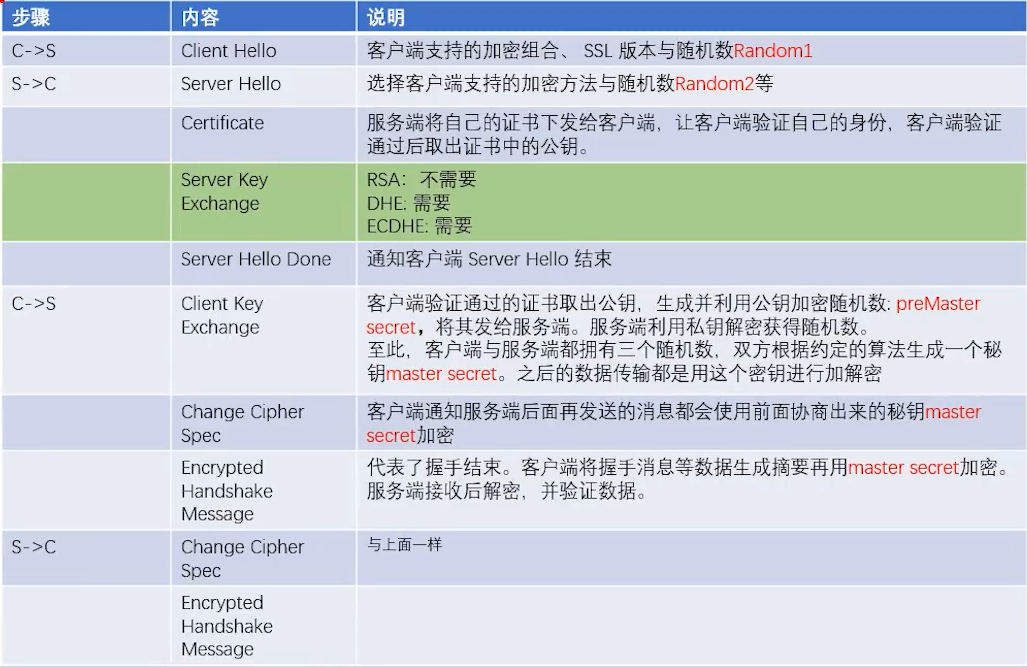 步骤 内容 说明
C->S Client Hello 客户端支持的加密组合、 SSL 版本与随机数Random1
S->C Server Hello 选择客户端支持的加密方法与随机数Random2等
Certificate 服务端将自己的证书下发给客户端，让客户端验证自己的身份，客户端验证
通过后取出证书中的公钥。
Server Key RSA： 不需要
Exchange DHE: 需要
ECDHE: 需要
Server Hello Done 通知客户端 Server Hello 结束
C->S Client Key 客户端验证通过的证书取出公钥，生成并利用公钥加密随机数: preMaster
Exchange secret，将其发给服务端。服务端利用私钥解密获得随机数。
至此，客户端与服务端都拥有三个随机数，双方根据约定的算法生成一个秘
钥master secret。之后的数据传输都是用这个密钥进行加解密
Change Cipher 客户端通知服务端后面再发送的消息都会使用前面协商出来的秘钥master
Spec secret加密
Encrypted 代表了握手结束。客户端将握手消息等数据生成摘要再用master secret加密。
Handshake 服务端接收后解密，并验证数据。
Message
S->C Change Cipher 与上面一样
Spec
Encrypted
Handshake
Message